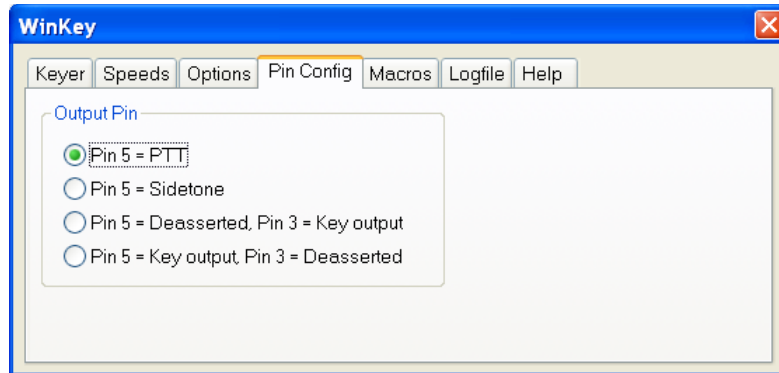 WinKey
Keyer Speeds Options Pin Config Macros Logfile Help
Output Pin
Pin 5 = PTT
Pin 5 = Sidetone
Pin 5 = Deasserted, Pin 3 = Key output
Pin 5 = Key output, Pin 3 = Deasserted